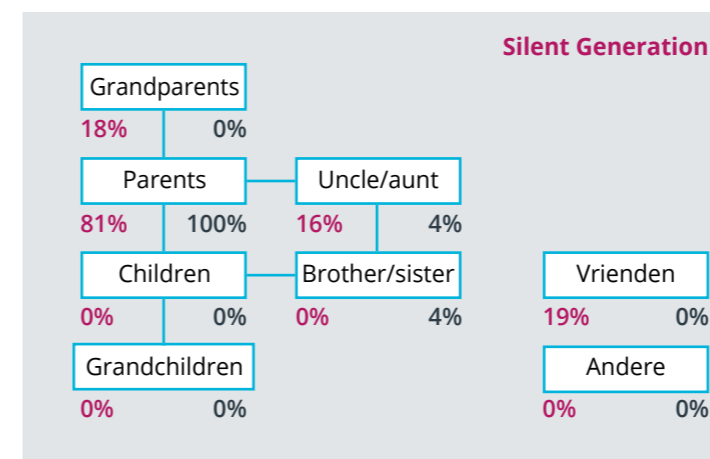 Silent Generation
Grandparents
18% 0%
Parents Uncle/aunt
81% 100% 16% 4%
Children Brother/sister Vrienden
0% 0% 0% 4% 19% 0%
Grandchildren Andere
0% 0% 0% 0%